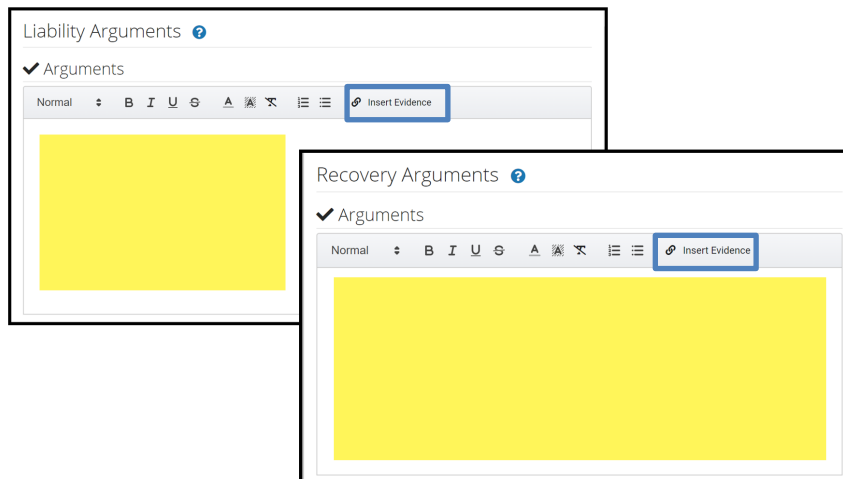 Liability Arguments ?
Arguments
Normal B I U S A A T Insert Evidence
Recovery Arguments ?
Arguments
Normal B I U S A A T Insert Evidence